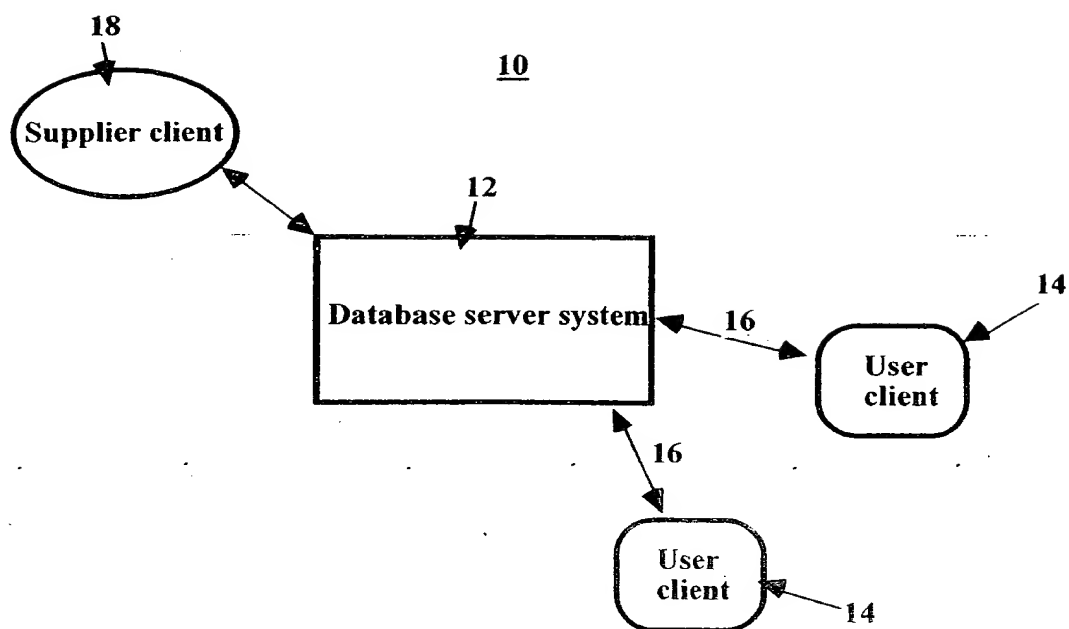 18
10
Supplier client
12
Database server system
16
14
User
client
16
User
client
14